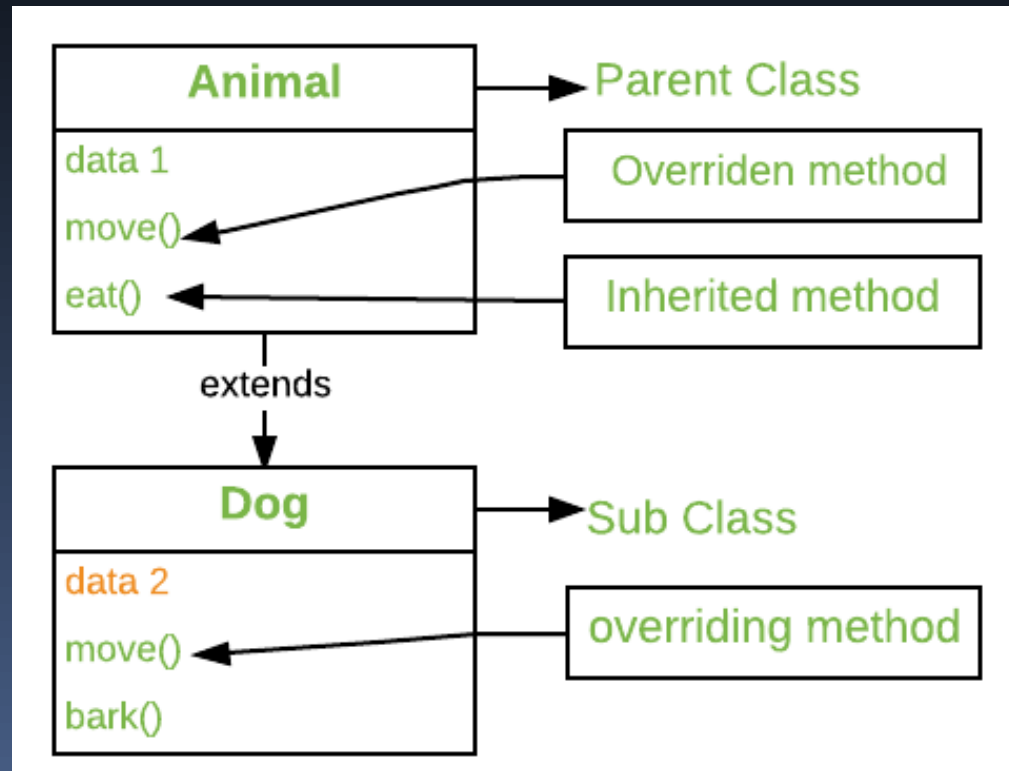 Animal
Parent Class
data 1
Overriden method
move()
eat()
Inherited method
extends
Dog
Sub Class
data 2
move()
overriding method
bark()